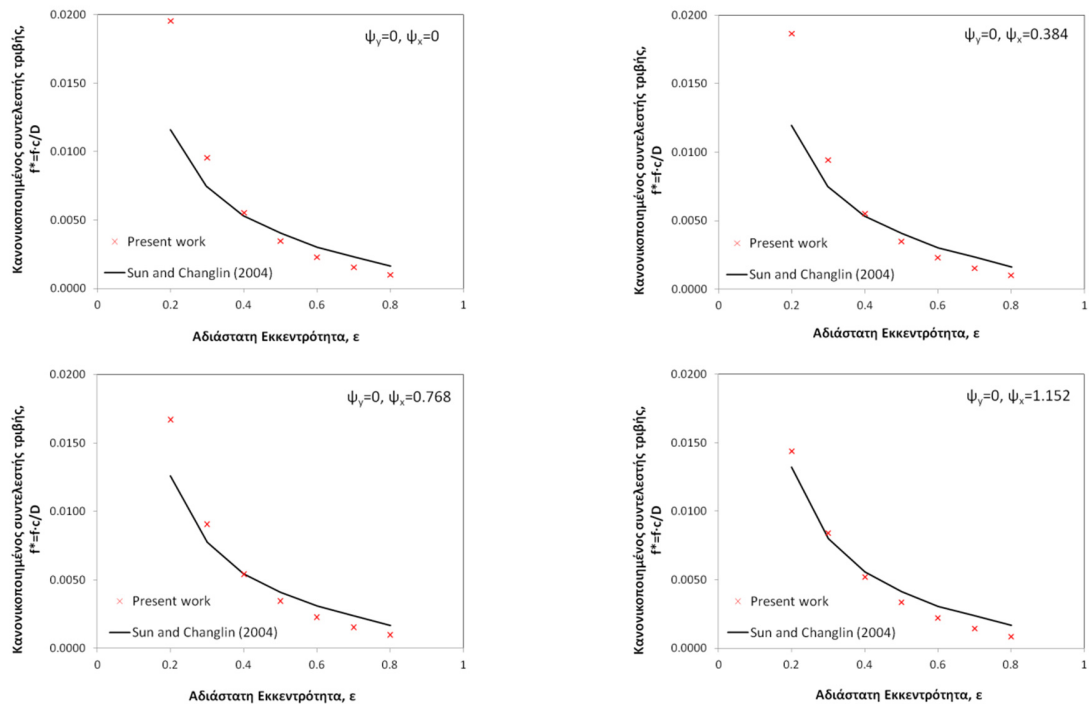 Κανονικοποιημένος συντελεστής τριβής,
f*=f·c/D
0.0200
0.0150
0.0100
0.0050
0.0000
ψy=0, ψx=0
Present work
Sun and Changlin (2004)
0 0.2 0.4 0.6 0.8 1
Αδιάστατη Εκκεντρότητα, ε
Κανονικοποιημένος συντελεστής τριβής,
f*=f·c/D
0.0200
0.0150
0.0100
0.0050
0.0000
ψy=0, ψx=0.384
Present work
Sun and Changlin (2004)
0 0.2 0.4 0.6 0.8 1
Αδιάστατη Εκκεντρότητα, ε
Κανονικοποιημένος συντελεστής τριβής,
f*=f·c/D
0.0200
0.0150
0.0100
0.0050
0.0000
ψy=0, ψx=0.768
Present work
Sun and Changlin (2004)
0 0.2 0.4 0.6 0.8 1
Αδιάστατη Εκκεντρότητα, ε
Κανονικοποιημένος συντελεστής τριβής,
f*=f·c/D
0.0200
0.0150
0.0100
0.0050
0.0000
ψy=0, ψx=1.152
Present work
Sun and Changlin (2004)
0 0.2 0.4 0.6 0.8 1
Αδιάστατη Εκκεντρότητα, ε